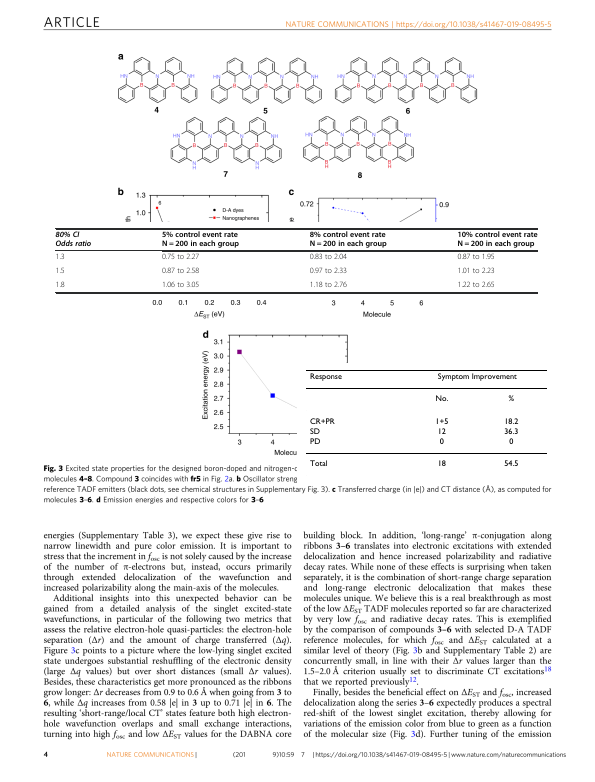 ARTICLE
NATURE COMMUNICATIONS | https://doi.org/10.1038/s41467-019-08495-5
a
4
5
6
7
8
b
1.3
1.0
6
D-A dyes
Nanographenes
c
0.72
0.9
80% CI
Odds ratio
5% control event rate
N = 200 in each group
8% control event rate
N = 200 in each group
10% control event rate
N = 200 in each group
1.3 0.75 to 2.27 0.83 to 2.04 0.87 to 1.95
1.5 0.87 to 2.58 0.97 to 2.33 1.01 to 2.23
1.8 1.06 to 3.05 1.18 to 2.76 1.22 to 2.65
0.0 0.1 0.2 0.3 0.4
ΔEST (eV)
3 4 5 6
Molecule
d
3.1
3.0
2.9
2.8
2.7
2.6
2.5
Excitation energy (eV)
3 4
Molecu
Response Symptom Improvement
No. %
CR+PR 1+5 18.2
SD 12 36.3
PD 0 0
Total 18 54.5
Fig. 3 Excited state properties for the designed boron-doped and nitrogen-c
molecules 4–8. Compound 3 coincides with fr5 in Fig. 2a. b Oscillator streng
reference TADF emitters (black dots, see chemical structures in Supplementary Fig. 3). c Transferred charge (in |e|) and CT distance (Å), as computed for
molecules 3–6. d Emission energies and respective colors for 3–6
energies (Supplementary Table 3), we expect these give rise to
narrow linewidth and pure color emission. It is important to
stress that the increment in fosc is not solely caused by the increase
of the number of π-electrons but, instead, occurs primarily
through extended delocalization of the wavefunction and
increased polarizability along the main-axis of the molecules.
Additional insights into this unexpected behavior can be
gained from a detailed analysis of the singlet excited-state
wavefunctions, in particular of the following two metrics that
assess the relative electron-hole quasi-particles: the electron-hole
separation (Δr) and the amount of charge transferred (Δq).
Figure 3c points to a picture where the low-lying singlet excited
state undergoes substantial reshuffling of the electronic density
(large Δq values) but over short distances (small Δr values).
Besides, these characteristics get more pronounced as the ribbons
grow longer: Δr decreases from 0.9 to 0.6 Å when going from 3 to
6, while Δq increases from 0.58 |e| in 3 up to 0.71 |e| in 6. The
resulting ‘short-range/local CT’ states feature both high electron-
hole wavefunction overlaps and small exchange interactions,
turning into high fosc and low ΔEST values for the DABNA core
building block. In addition, ‘long-range’ π-conjugation along
ribbons 3–6 translates into electronic excitations with extended
delocalization and hence increased polarizability and radiative
decay rates. While none of these effects is surprising when taken
separately, it is the combination of short-range charge separation
and long-range electronic delocalization that makes these
molecules unique. We believe this is a real breakthrough as most
of the low ΔEST TADF molecules reported so far are characterized
by very low fosc and radiative decay rates. This is exemplified
by the comparison of compounds 3–6 with selected D-A TADF
reference molecules, for which fosc and ΔEST calculated at a
similar level of theory (Fig. 3b and Supplementary Table 2) are
concurrently small, in line with their Δr values larger than the
1.5–2.0 Å criterion usually set to discriminate CT excitations18
that we reported previously12.
Finally, besides the beneficial effect on ΔEST and fosc, increased
delocalization along the series 3–6 expectedly produces a spectral
red-shift of the lowest singlet excitation, thereby allowing for
variations of the emission color from blue to green as a function
of the molecular size (Fig. 3d). Further tuning of the emission
4 NATURE COMMUNICATIONS| (201 9)10:59 7 |https://doi.org/10.1038/s41467-019-08495-5|www.nature.com/naturecommunications